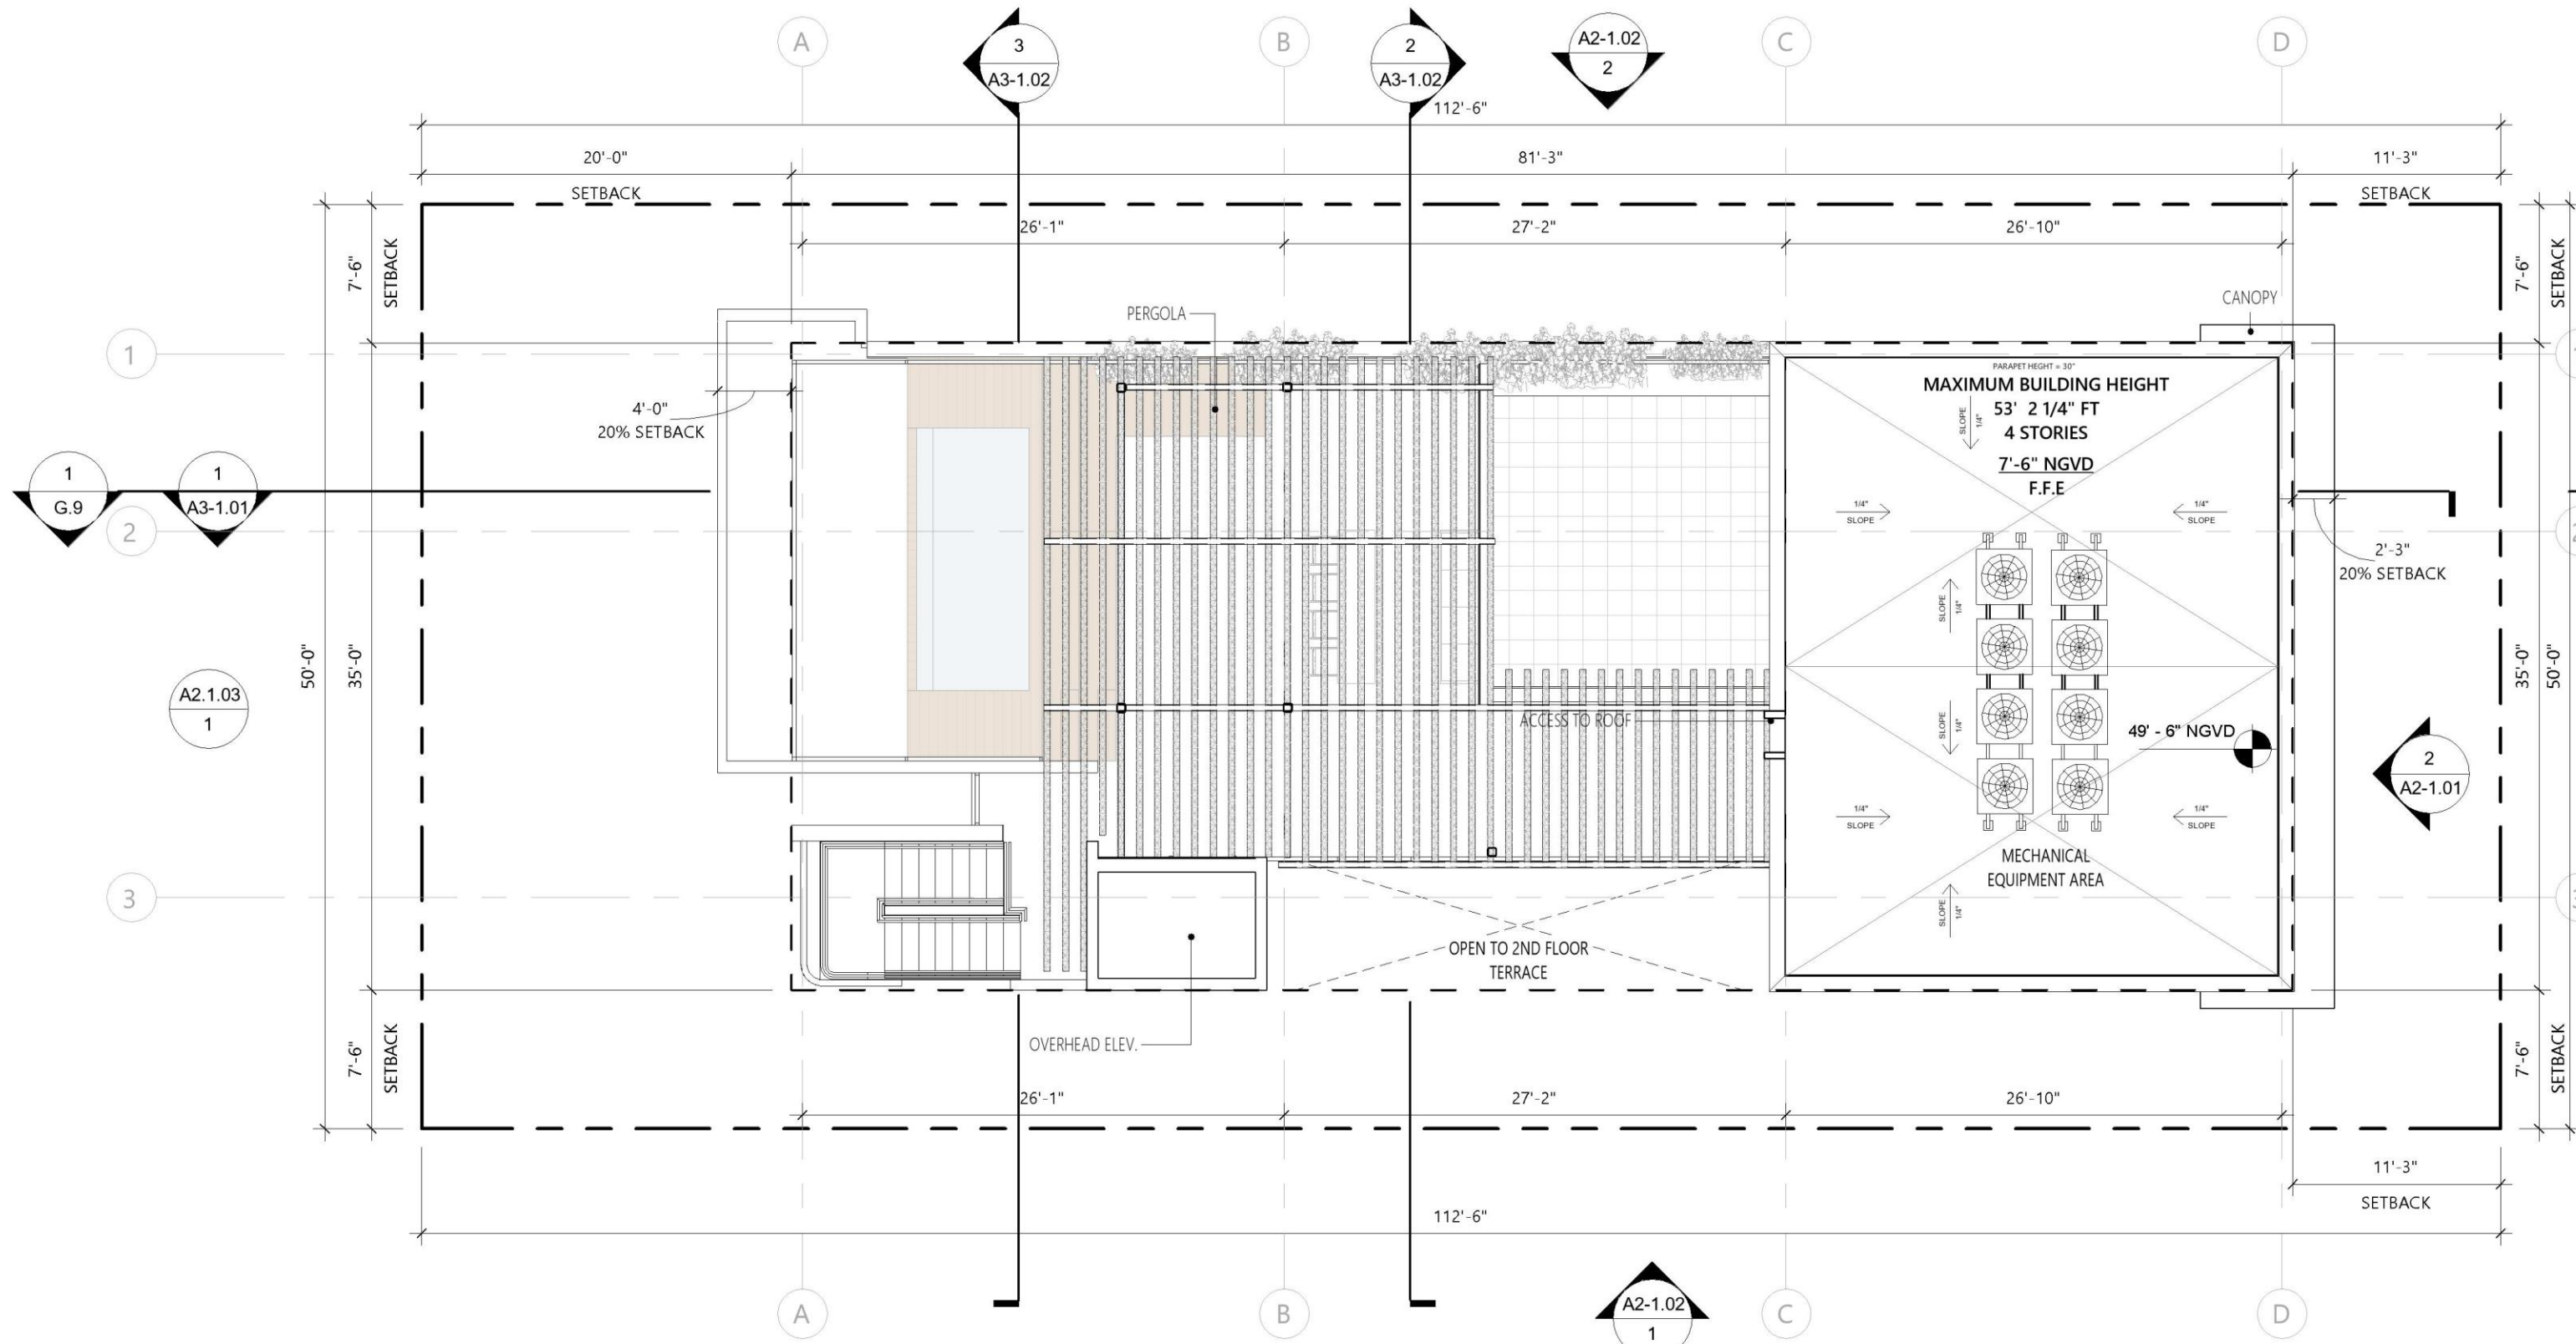 A
3
A3-1.02
B
2
A3-1.02
A2-1.02
2
C
D
112'-6"
20'-0"
81'-3"
11'-3"
SETBACK
SETBACK
26'-1"
27'-2"
26'-10"
7'-6"
SETBACK
7'-6"
SETBACK
PERGOLA
CANOPY
1
PARAPET HEGHT = 30"
MAXIMUM BUILDING HEIGHT
53' 2 1/4" FT
4 STORIES
7'-6" NGVD
F.F.E
SLOPE
1/4"
4'-0"
20% SETBACK
1
G.9
1
A3-1.01
2
1/4"
SLOPE
1/4"
SLOPE
2'-3"
20% SETBACK
SLOPE
1/4"
50'-0"
35'-0"
35'-0"
50'-0"
A2.1.03
1
ACCESS TO ROOF
SLOPE
1/4"
49' - 6" NGVD
2
A2-1.01
1/4"
SLOPE
1/4"
SLOPE
MECHANICAL
EQUIPMENT AREA
3
SLOPE
1/4"
OPEN TO 2ND FLOOR
TERRACE
OVERHEAD ELEV.
7'-6"
SETBACK
7'-6"
SETBACK
26'-1"
27'-2"
26'-10"
11'-3"
SETBACK
112'-6"
A
B
A2-1.02
1
C
D